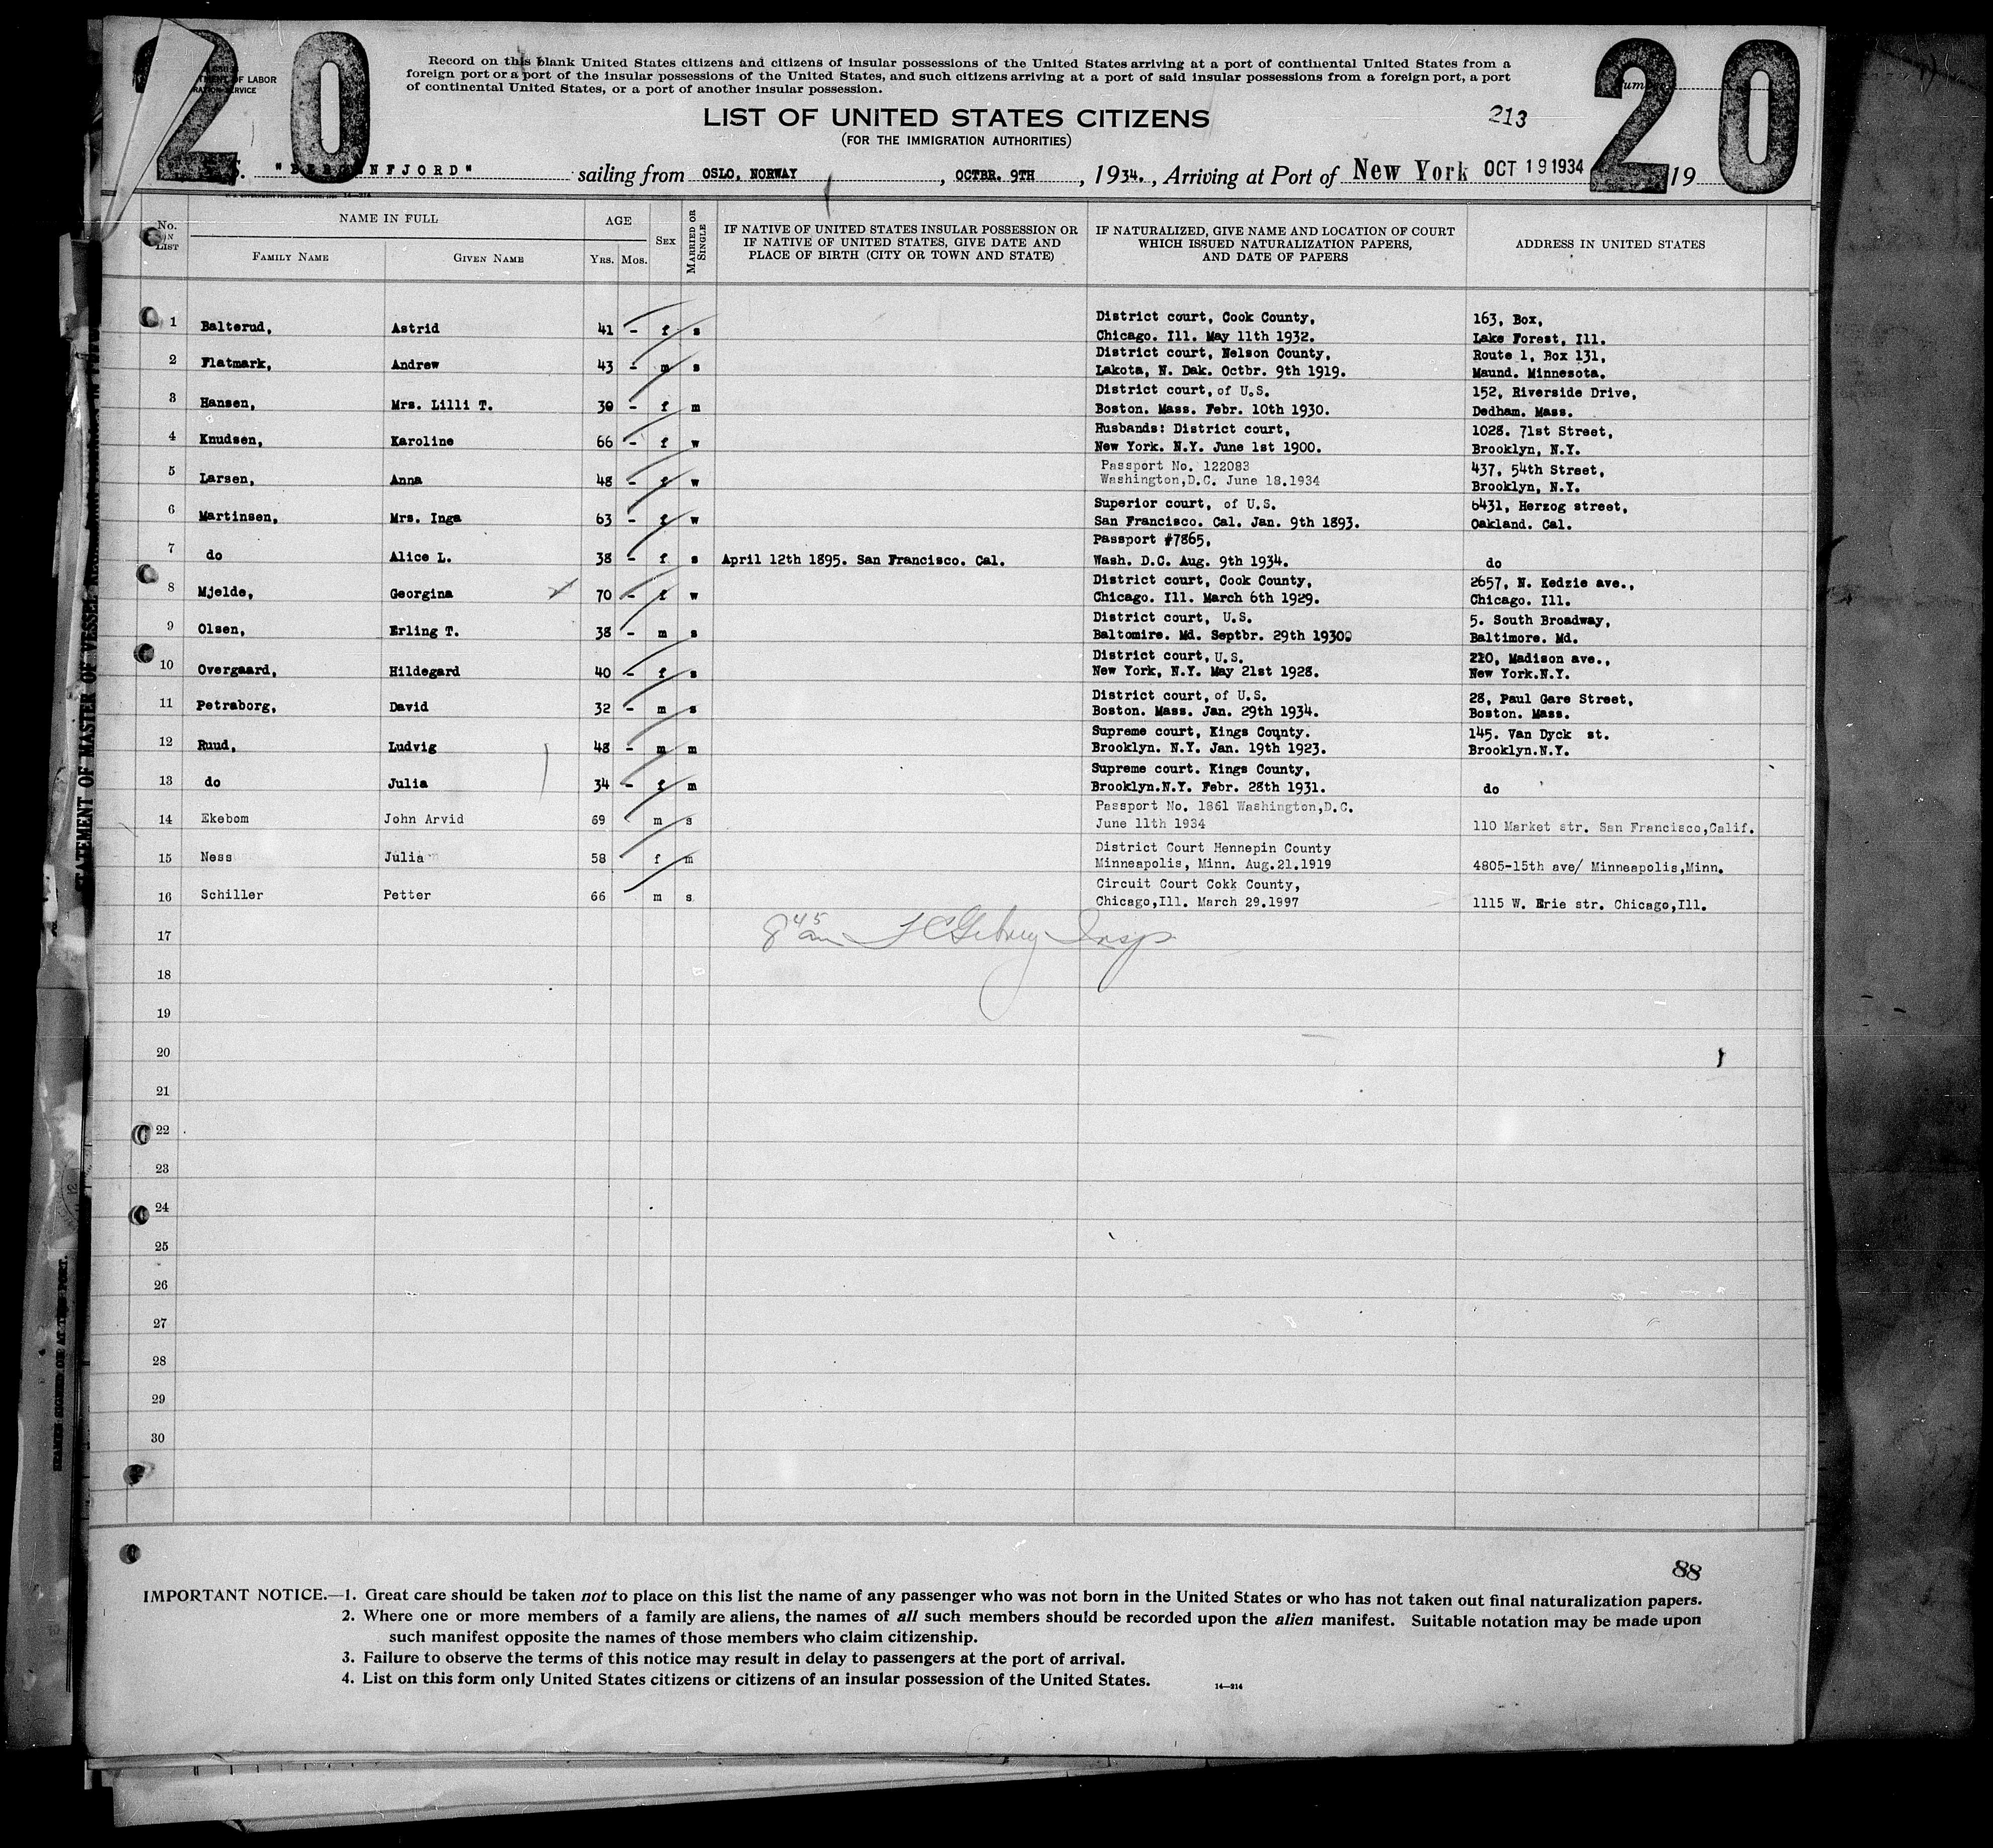 20
20
TMENT OF LABOR
RATION SERVICE
Record on this blank United States citizens and citizens of insular possessions of the United States arriving at a port of continental United States from a
foreign port or a port of the insular possessions of the United States, and such citizens arriving at a port of said insular possessions from a foreign port, a port
of continental United States, or a port of another insular possession.
LIST OF UNITED STATES CITIZENS
213
(FOR THE IMMIGRATION AUTHORITIES)
S. NFJORD" sailing from OSLO, NORWAY, OCTBR. 9TH, 1934., Arriving at Port of New York OCT 19 1934 19
No. ON LIST
NAME IN FULL
FAMILY NAME GIVEN NAME
AGE
YRS. MOS.
SEX
MARRIED OR SINGLE
IF NATIVE OF UNITED STATES INSULAR POSSESSION OR
IF NATIVE OF UNITED STATES, GIVE DATE AND
PLACE OF BIRTH (CITY OR TOWN AND STATE)
IF NATURALIZED, GIVE NAME AND LOCATION OF COURT
WHICH ISSUED NATURALIZATION PAPERS,
AND DATE OF PAPERS
ADDRESS IN UNITED STATES
District court, Cook County, 163, Box,
1 Balterud, Astrid 41 - f s Chicago. Ill. May 11th 1932. Lake Forest, Ill.
District court, Nelson County, Route 1, Box 131,
2 Flatmark, Andrew 43 - m s Lakota, N. Dak. Octbr. 9th 1919. Maund. Minnesota.
District court, of U.S. 152, Riverside Drive,
3 Hansen, Mrs. Lilli T. 30 - f m Boston. Mass. Febr. 10th 1930. Dedham. Mass.
Husbands: District court, 1028. 71st Street,
4 Knudsen, Karoline 66 - f w New York. N.Y. June 1st 1900. Brooklyn, N.Y.
Passport No. 122083 437, 54th Street,
5 Larsen, Anna 48 - f w Washington,D.C. June 18.1934 Brooklyn, N.Y.
Superior court, of U.S. 6431, Herzog street,
6 Martinsen, Mrs. Inga 63 - f w San Francisco. Cal. Jan. 9th 1893. Oakland. Cal.
Passport #7865,
7 do Alice L. 38 - f s April 12th 1895. San Francisco. Cal. Wash. D.C. Aug. 9th 1934. do
District court, Cook County, 2657, N. Kedzie ave.,
8 Mjelde, Georgina 70 - f w Chicago. Ill. March 6th 1929. Chicago. Ill.
District court, U.S. 5. South Broadway,
9 Olsen, Erling T. 38 - m s Baltomire. Md. Septbr. 29th 1930. Baltimore. Md.
District court, U.S. 220, Madison ave.,
10 Overgaard, Hildegard 40 - f s New York, N.Y. May 21st 1928. New York.N.Y.
District court, of U.S. 28, Paul Gare Street,
11 Petraborg, David 32 - m s Boston. Mass. Jan. 29th 1934. Boston. Mass.
Supreme court, Kings County. 145. Van Dyck st.
12 Ruud, Ludvig 48 - m m Brooklyn. N.Y. Jan. 19th 1923. Brooklyn.N.Y.
Supreme court. Kings County,
13 do Julia 34 - f m Brooklyn.N.Y. Febr. 28th 1931. do
Passport No. 1861 Washington,D.C.
14 Ekebom John Arvid 69 m s June 11th 1934 110 Market str. San Francisco,Calif.
District Court Hennepin County
15 Ness Julia 58 f m Minneapolis, Minn. Aug.21.1919 4805-15th ave/ Minneapolis,Minn.
Circuit Court Cokk County,
16 Schiller Petter 66 m s Chicago,Ill. March 29.1997 1115 W. Erie str. Chicago,Ill.
17 8 45 am Insp
18
19
20
21
22
23
24
25
26
27
28
29
30
88
IMPORTANT NOTICE.—1. Great care should be taken not to place on this list the name of any passenger who was not born in the United States or who has not taken out final naturalization papers.
2. Where one or more members of a family are aliens, the names of all such members should be recorded upon the alien manifest. Suitable notation may be made upon
such manifest opposite the names of those members who claim citizenship.
3. Failure to observe the terms of this notice may result in delay to passengers at the port of arrival.
4. List on this form only United States citizens or citizens of an insular possession of the United States.
14—214
STATEMENT OF MASTER OF VESSEL